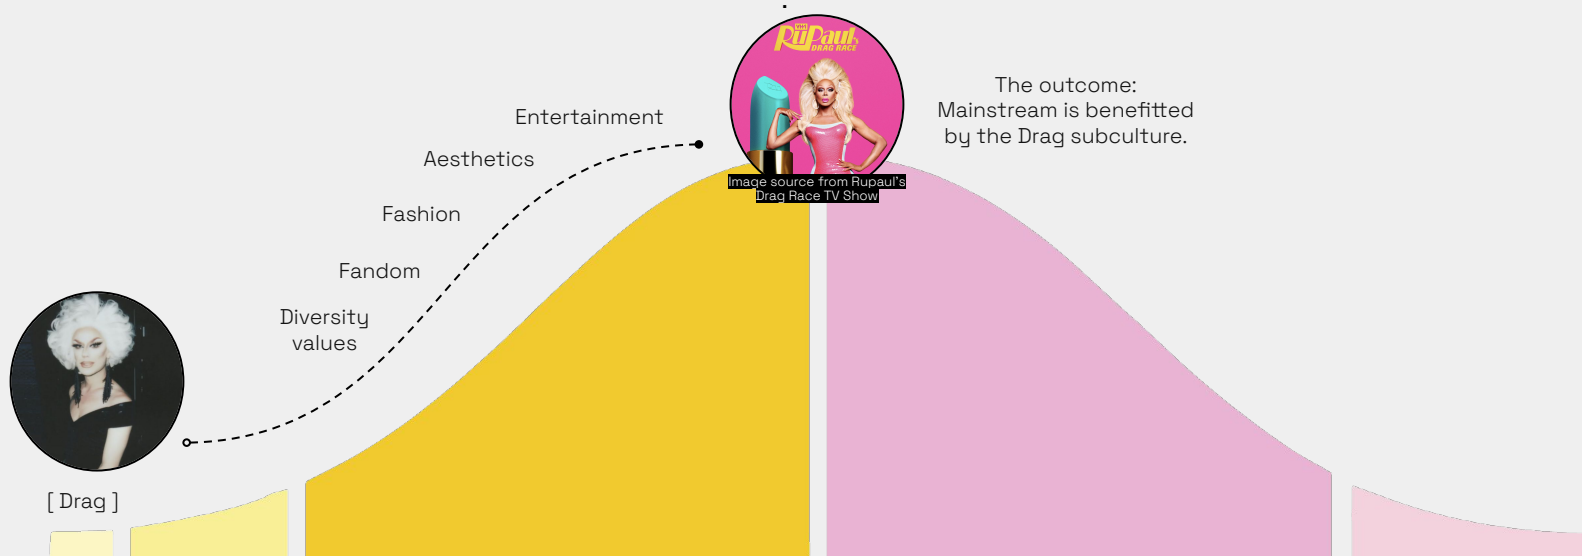 THE
RuPaul's
DRAG RACE
The outcome:
Mainstream is benefitted
by the Drag subculture.
Entertainment
Aesthetics
Fashion
Fandom
Diversity
values
Image source from Rupaul's
Drag Race TV Show
[ Drag ]